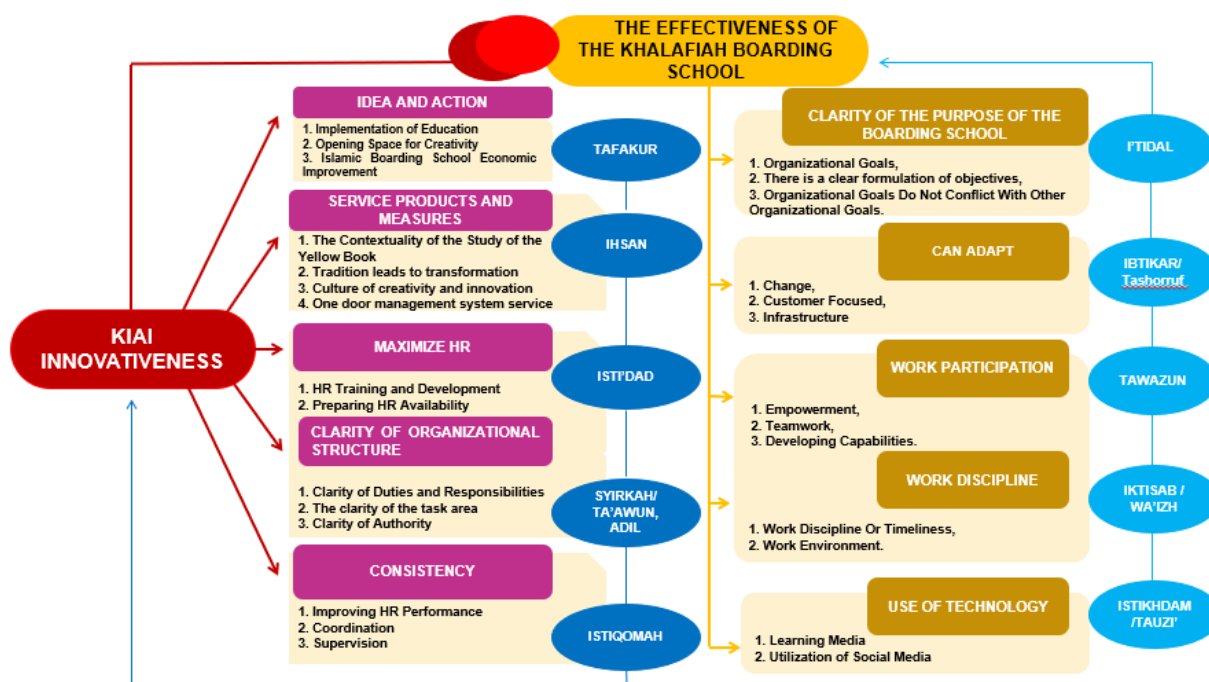 THE EFFECTIVENESS OF
THE KHALAFIAH BOARDING
SCHOOL
KIAI
INNOVATIVENESS
IDEA AND ACTION
1. Implementation of Education
2. Opening Space for Creativity
3. Islamic Boarding School Economic
Improvement
TAFAKUR
SERVICE PRODUCTS AND
MEASURES
1. The Contextuality of the Study of the
Yellow Book
2. Tradition leads to transformation
3. Culture of creativity and innovation
4. One door management system service
IHSAN
MAXIMIZE HR
1. HR Training and Development
2. Preparing HR Availability
ISTI'DAD
CLARITY OF ORGANIZATIONAL
STRUCTURE
1. Clarity of Duties and Responsibilities
2. The clarity of the task area
3. Clarity of Authority
SYIRKAH/
TA'AWUN,
ADIL
CONSISTENCY
1. Improving HR Performance
2. Coordination
3. Supervision
ISTIQOMAH
CLARITY OF THE PURPOSE OF THE
BOARDING SCHOOL
1. Organizational Goals,
2. There is a clear formulation of objectives,
3. Organizational Goals Do Not Conflict With Other
Organizational Goals.
I'TIDAL
CAN ADAPT
1. Change,
2. Customer Focused,
3. Infrastructure
IBTIKAR/
Tashorruf
WORK PARTICIPATION
1. Empowerment,
2. Teamwork,
3. Developing Capabilities.
TAWAZUN
WORK DISCIPLINE
1. Work Discipline Or Timeliness,
2. Work Environment.
IKTISAB /
WA'IZH
USE OF TECHNOLOGY
1. Learning Media
2. Utilization of Social Media
ISTIKHDAM
/TAUZI'